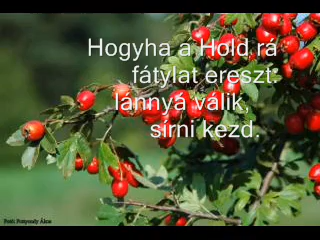 Hogyha a Hold rá
fátylat ereszt:
lánnyá válik,
sírni kezd.